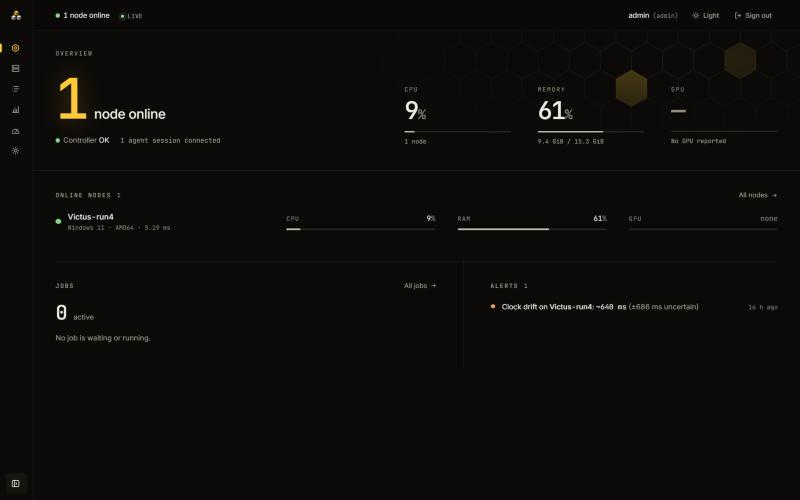 1 node online
LIVE
admin (admin)
Light
Sign out
OVERVIEW
1 node online
Controller OK
1 agent session connected
CPU
9%
1 node
MEMORY
61%
9.4 GiB / 15.3 GiB
GPU
—
No GPU reported
ONLINE NODES 1
All nodes →
Victus-run4
Windows 11 · AMD64 · 5.19 ms
CPU 9%
RAM 61%
GPU none
JOBS
All jobs →
0 active
No job is waiting or running.
ALERTS 1
Clock drift on Victus-run4: ~640 ms (±686 ms uncertain)
16 h ago